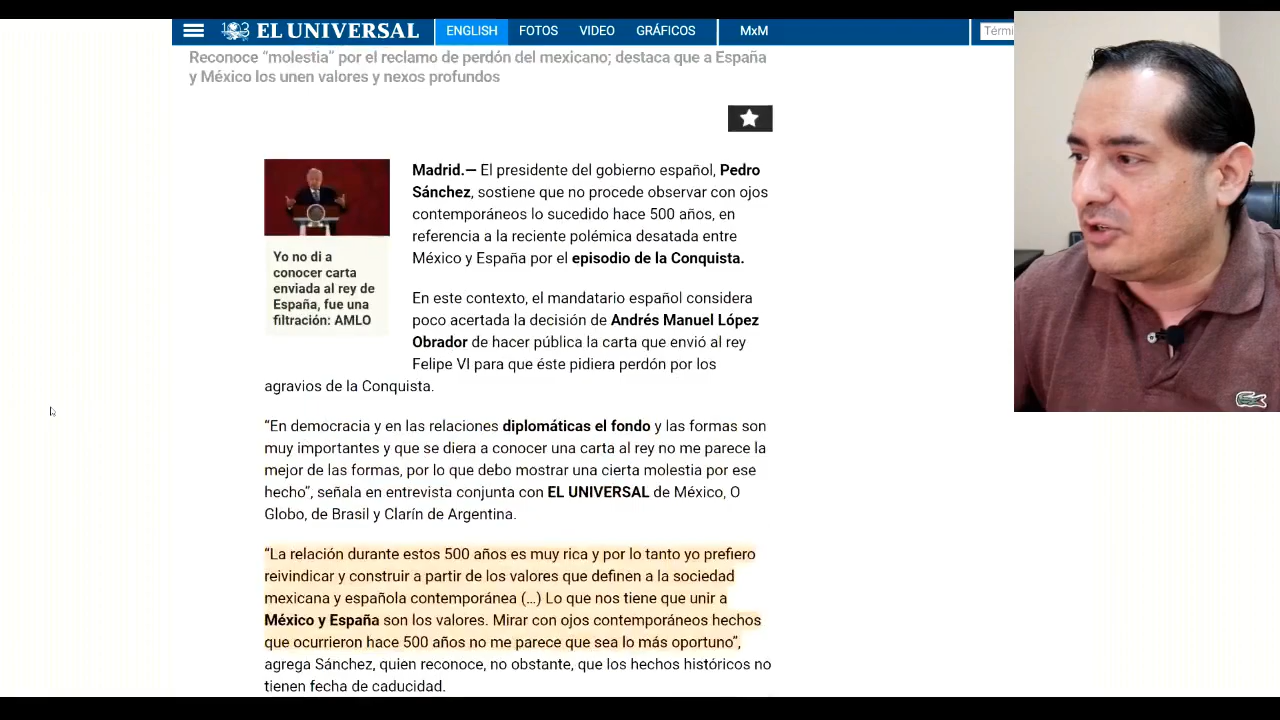 EL UNIVERSAL
ENGLISH
FOTOS
VIDEO
GRÁFICOS
MxM
Térmi
Reconoce “molestia” por el reclamo de perdón del mexicano; destaca que a España
y México los unen valores y nexos profundos
Yo no di a
conocer carta
enviada al rey de
España, fue una
filtración: AMLO
Madrid.— El presidente del gobierno español, Pedro
Sánchez, sostiene que no procede observar con ojos
contemporáneos lo sucedido hace 500 años, en
referencia a la reciente polémica desatada entre
México y España por el episodio de la Conquista.
En este contexto, el mandatario español considera
poco acertada la decisión de Andrés Manuel López
Obrador de hacer pública la carta que envió al rey
Felipe VI para que éste pidiera perdón por los
agravios de la Conquista.
“En democracia y en las relaciones diplomáticas el fondo y las formas son
muy importantes y que se diera a conocer una carta al rey no me parece la
mejor de las formas, por lo que debo mostrar una cierta molestia por ese
hecho”, señala en entrevista conjunta con EL UNIVERSAL de México, O
Globo, de Brasil y Clarín de Argentina.
“La relación durante estos 500 años es muy rica y por lo tanto yo prefiero
reivindicar y construir a partir de los valores que definen a la sociedad
mexicana y española contemporánea (...) Lo que nos tiene que unir a
México y España son los valores. Mirar con ojos contemporáneos hechos
que ocurrieron hace 500 años no me parece que sea lo más oportuno”,
agrega Sánchez, quien reconoce, no obstante, que los hechos históricos no
tienen fecha de caducidad.